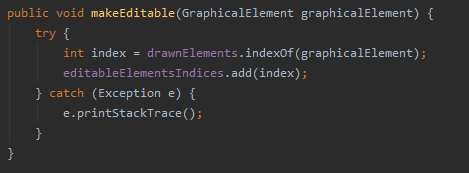 public void makeEditable(GraphicalElement graphicalElement) {
    try {
        int index = drawnElements.indexOf(graphicalElement);
        editableElementsIndices.add(index);
    } catch (Exception e) {
        e.printStackTrace();
    }
}